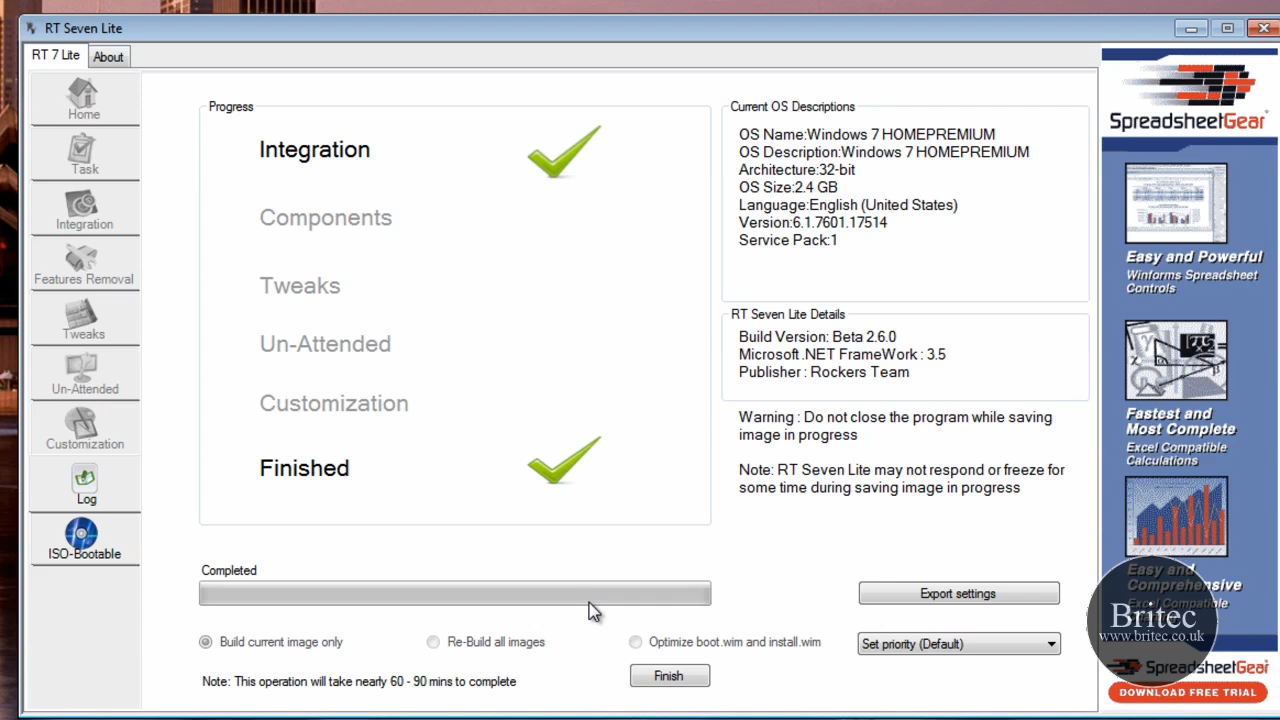 RT Seven Lite
RT 7 Lite
About
Home
Task
Integration
Features Removal
Tweaks
Un-Attended
Customization
Log
ISO-Bootable
Progress
Integration
Components
Tweaks
Un-Attended
Customization
Finished
Completed
Build current image only
Re-Build all images
Optimize boot.wim and install.wim
Note: This operation will take nearly 60 - 90 mins to complete
Finish
Current OS Descriptions
OS Name:Windows 7 HOMEPREMIUM
OS Description:Windows 7 HOMEPREMIUM
Architecture:32-bit
OS Size:2.4 GB
Language:English (United States)
Version:6.1.7601.17514
Service Pack:1
RT Seven Lite Details
Build Version: Beta 2.6.0
Microsoft .NET FrameWork : 3.5
Publisher : Rockers Team
Warning : Do not close the program while saving
image in progress
Note: RT Seven Lite may not respond or freeze for
some time during saving image in progress
Export settings
Set priority (Default)
SpreadsheetGear
Easy and Powerful
Winforms Spreadsheet
Controls
Fastest and
Most Complete
Excel Compatible
Calculations
Easy and
Comprehensive
Excel Compatible
Britec
www.britec.co.uk
SpreadsheetGear
DOWNLOAD FREE TRIAL